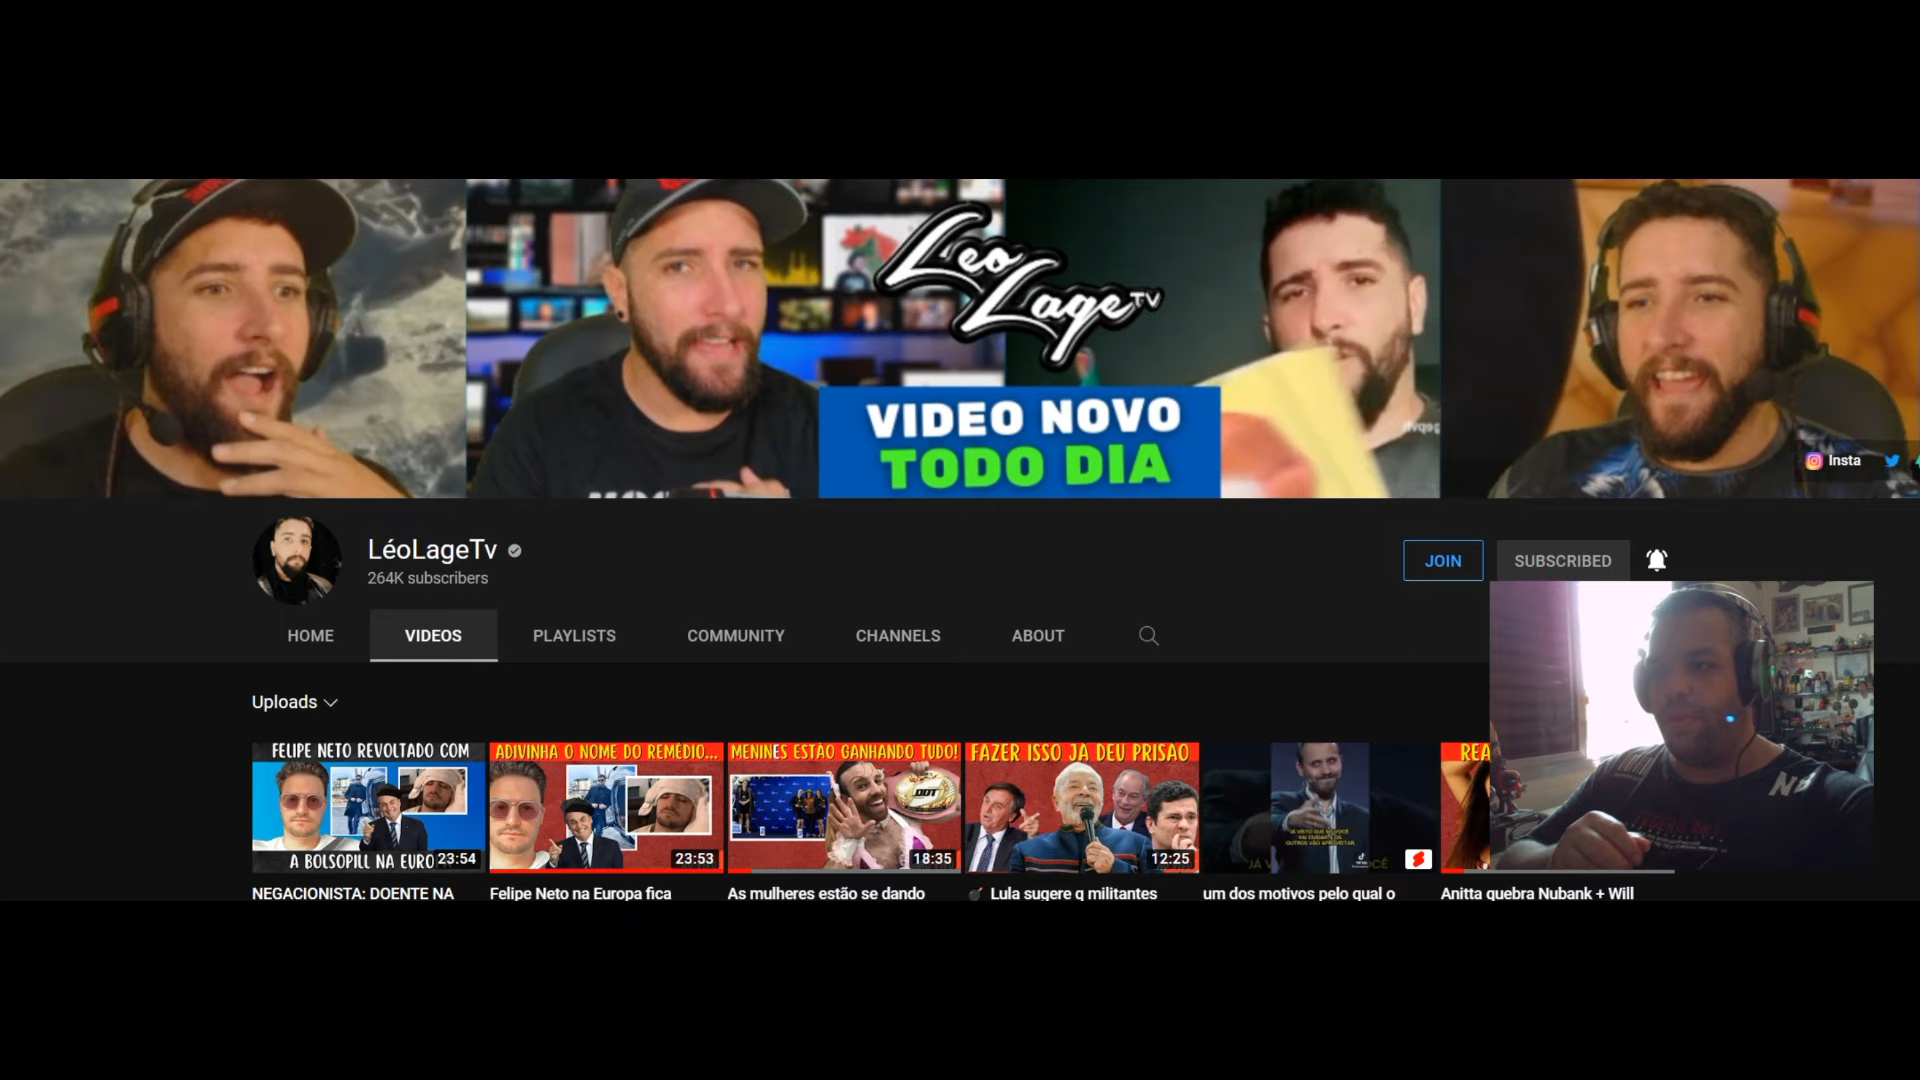 Leo
Lage TV
VIDEO NOVO
TODO DIA
Insta
LéoLageTv
264K subscribers
JOIN
SUBSCRIBED
HOME
VIDEOS
PLAYLISTS
COMMUNITY
CHANNELS
ABOUT
Uploads
FELIPE NETO REVOLTADO COM
A BOLSOPILL NA EURO
23:54
ADIVINHA O NOME DO REMÉDIO...
23:53
MENINES ESTÃO GANHANDO TUDO!
DDT
18:35
FAZER ISSO JÁ DEU PRISÃO
12:25
REA
NEGACIONISTA: DOENTE NA
Felipe Neto na Europa fica
As mulheres estão se dando
Lula sugere q militantes
um dos motivos pelo qual o
Anitta quebra Nubank + Will